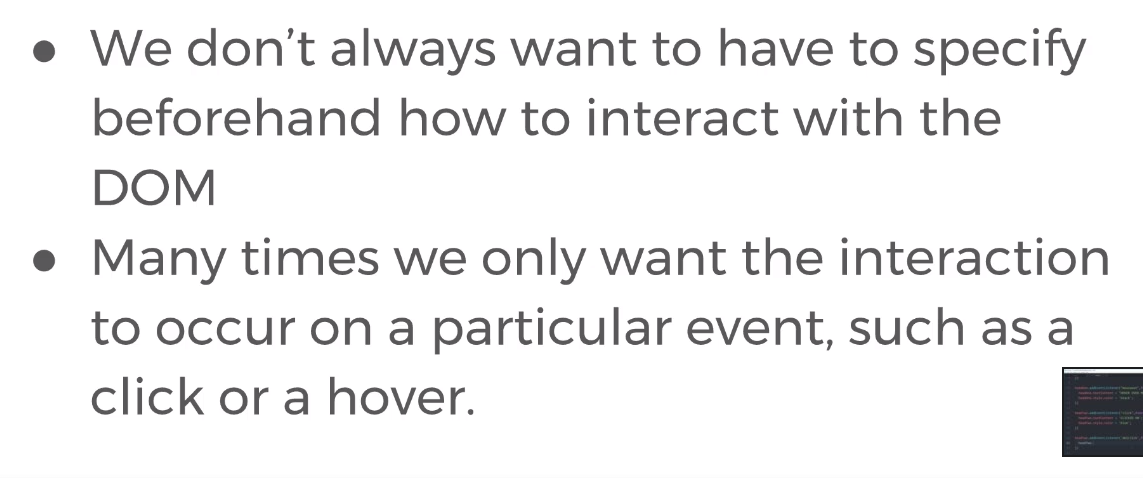 ● We don’t always want to have to specify
beforehand how to interact with the
DOM
● Many times we only want the interaction
to occur on a particular event, such as a
click or a hover.